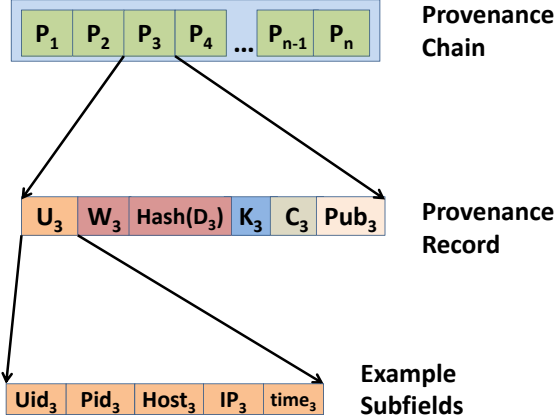 P₁ P₂ P₃ P₄ ... Pₙ₋₁ Pₙ
Provenance
Chain
U₃ W₃ Hash(D₃) K₃ C₃ Pub₃
Provenance
Record
Uid₃ Pid₃ Host₃ IP₃ time₃
Example
Subfields